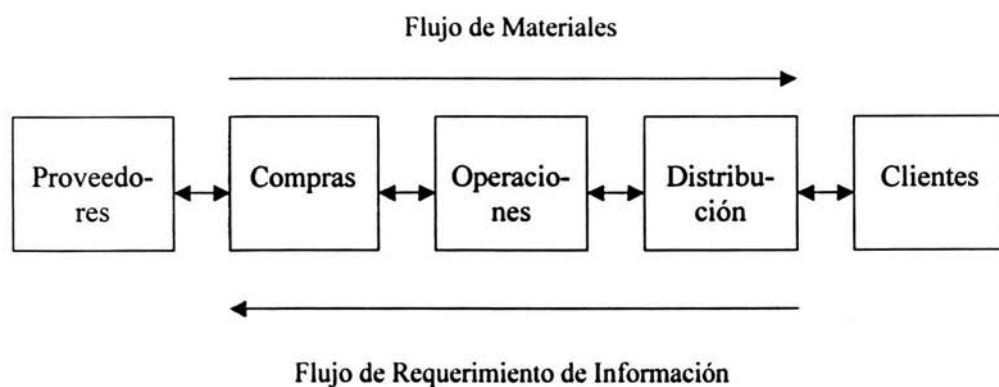 Flujo de Materiales
Proveedo-
res
Compras
Operacio-
nes
Distribu-
ción
Clientes
Flujo de Requerimiento de Información